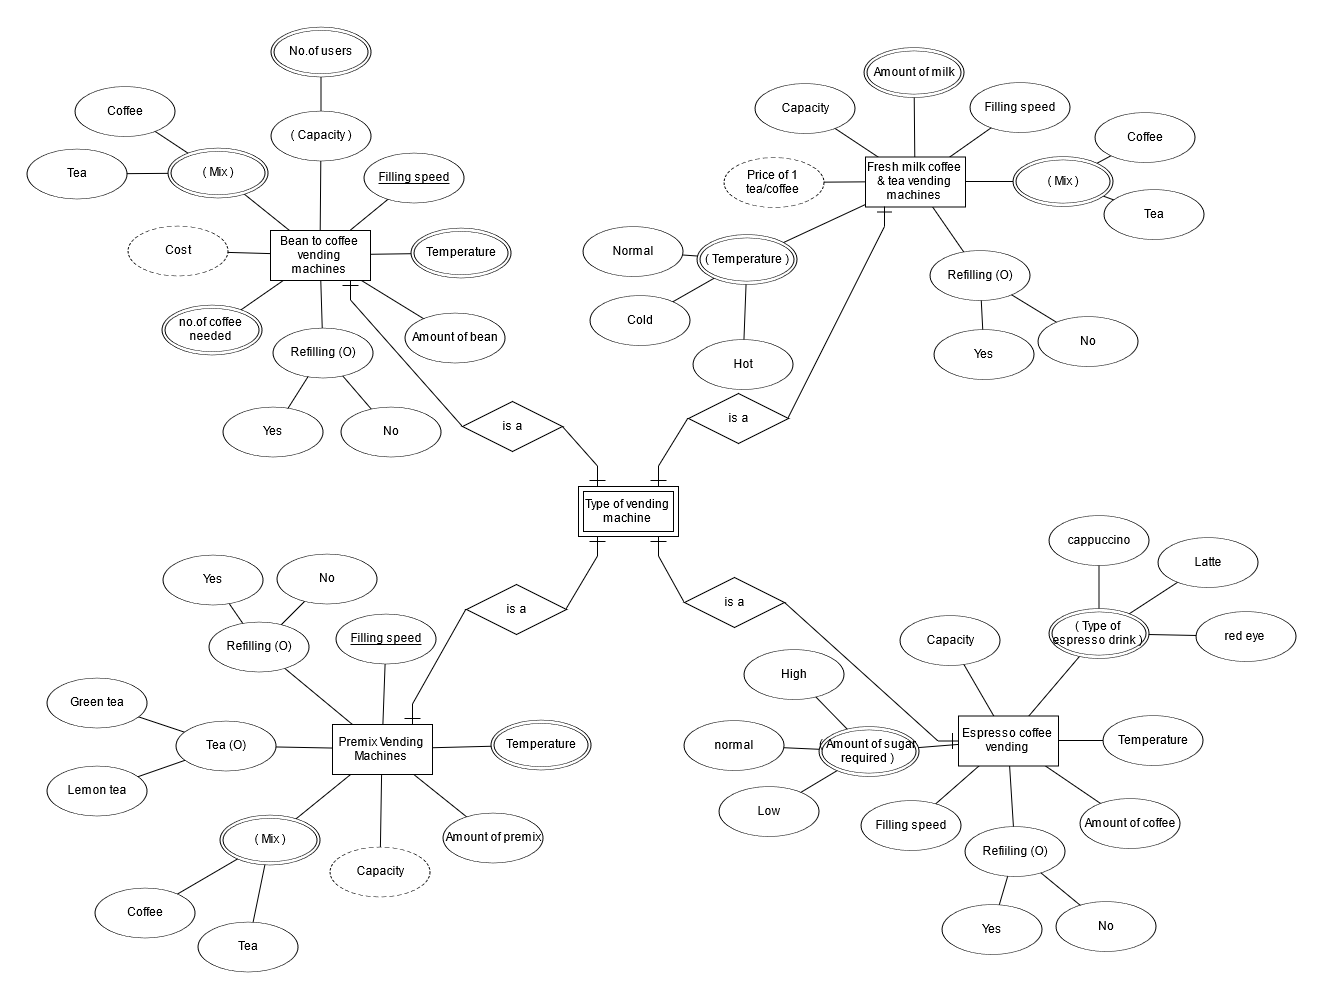 No.of users
Coffee
( Capacity )
Tea
( Mix )
Filling speed
Cost
Bean to coffee
vending
machines
Temperature
no.of coffee
needed
Refilling (O)
Amount of bean
Yes
No
is a
Amount of milk
Capacity
Filling speed
Coffee
Price of 1
tea/coffee
Fresh milk coffee
& tea vending
machines
( Mix )
Tea
Normal
( Temperature )
Refilling (O)
Cold
Hot
Yes
No
is a
Type of vending
machine
Yes
No
is a
Refilling (O)
Filling speed
Green tea
Tea (O)
Premix Vending
Machines
Temperature
Lemon tea
( Mix )
Amount of premix
Capacity
Coffee
Tea
is a
cappuccino
Latte
Capacity
( Type of
espresso drink )
red eye
High
normal
( Amount of sugar
required )
Espresso coffee
vending
Temperature
Low
Filling speed
Amount of coffee
Refiiling (O)
Yes
No